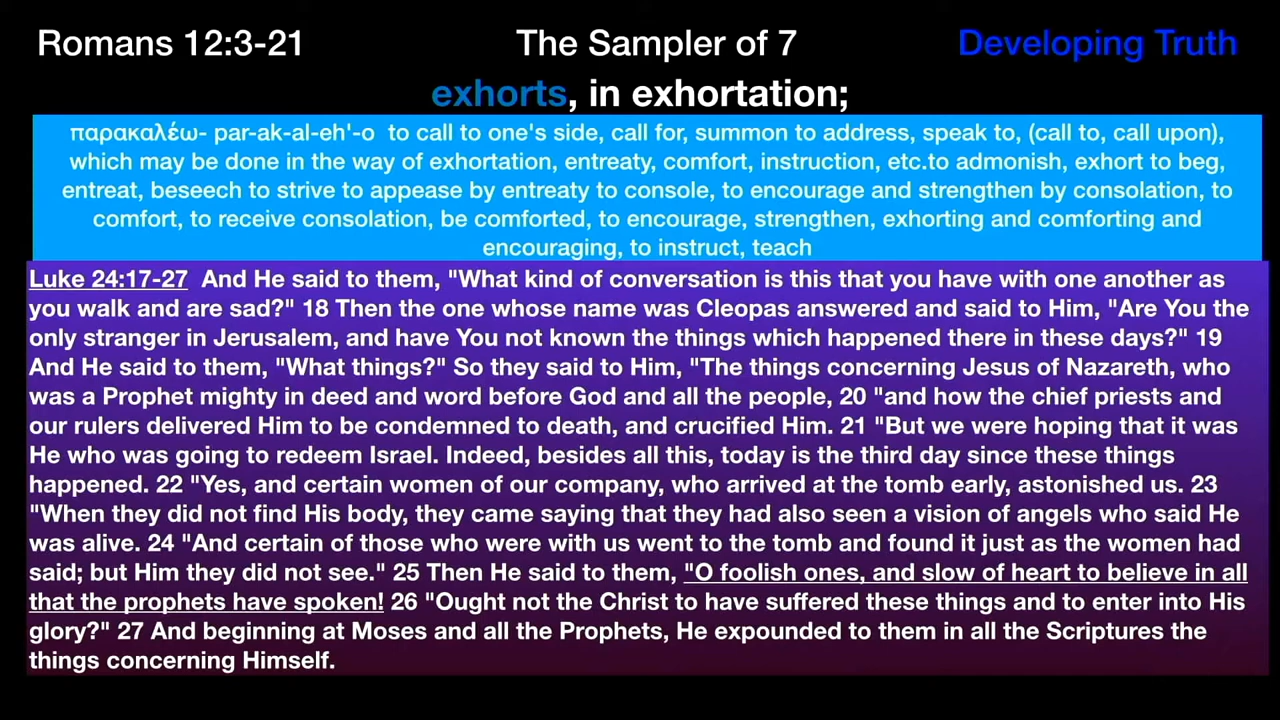 Romans 12:3-21 The Sampler of 7 Developing Truth
exhorts, in exhortation;
παρακαλέω- par-ak-al-eh'-o to call to one's side, call for, summon to address, speak to, (call to, call upon),
which may be done in the way of exhortation, entreaty, comfort, instruction, etc.to admonish, exhort to beg,
entreat, beseech to strive to appease by entreaty to console, to encourage and strengthen by consolation, to
comfort, to receive consolation, be comforted, to encourage, strengthen, exhorting and comforting and
encouraging, to instruct, teach
Luke 24:17-27 And He said to them, "What kind of conversation is this that you have with one another as
you walk and are sad?" 18 Then the one whose name was Cleopas answered and said to Him, "Are You the
only stranger in Jerusalem, and have You not known the things which happened there in these days?" 19
And He said to them, "What things?" So they said to Him, "The things concerning Jesus of Nazareth, who
was a Prophet mighty in deed and word before God and all the people, 20 "and how the chief priests and
our rulers delivered Him to be condemned to death, and crucified Him. 21 "But we were hoping that it was
He who was going to redeem Israel. Indeed, besides all this, today is the third day since these things
happened. 22 "Yes, and certain women of our company, who arrived at the tomb early, astonished us. 23
"When they did not find His body, they came saying that they had also seen a vision of angels who said He
was alive. 24 "And certain of those who were with us went to the tomb and found it just as the women had
said; but Him they did not see." 25 Then He said to them, "O foolish ones, and slow of heart to believe in all
that the prophets have spoken! 26 "Ought not the Christ to have suffered these things and to enter into His
glory?" 27 And beginning at Moses and all the Prophets, He expounded to them in all the Scriptures the
things concerning Himself.